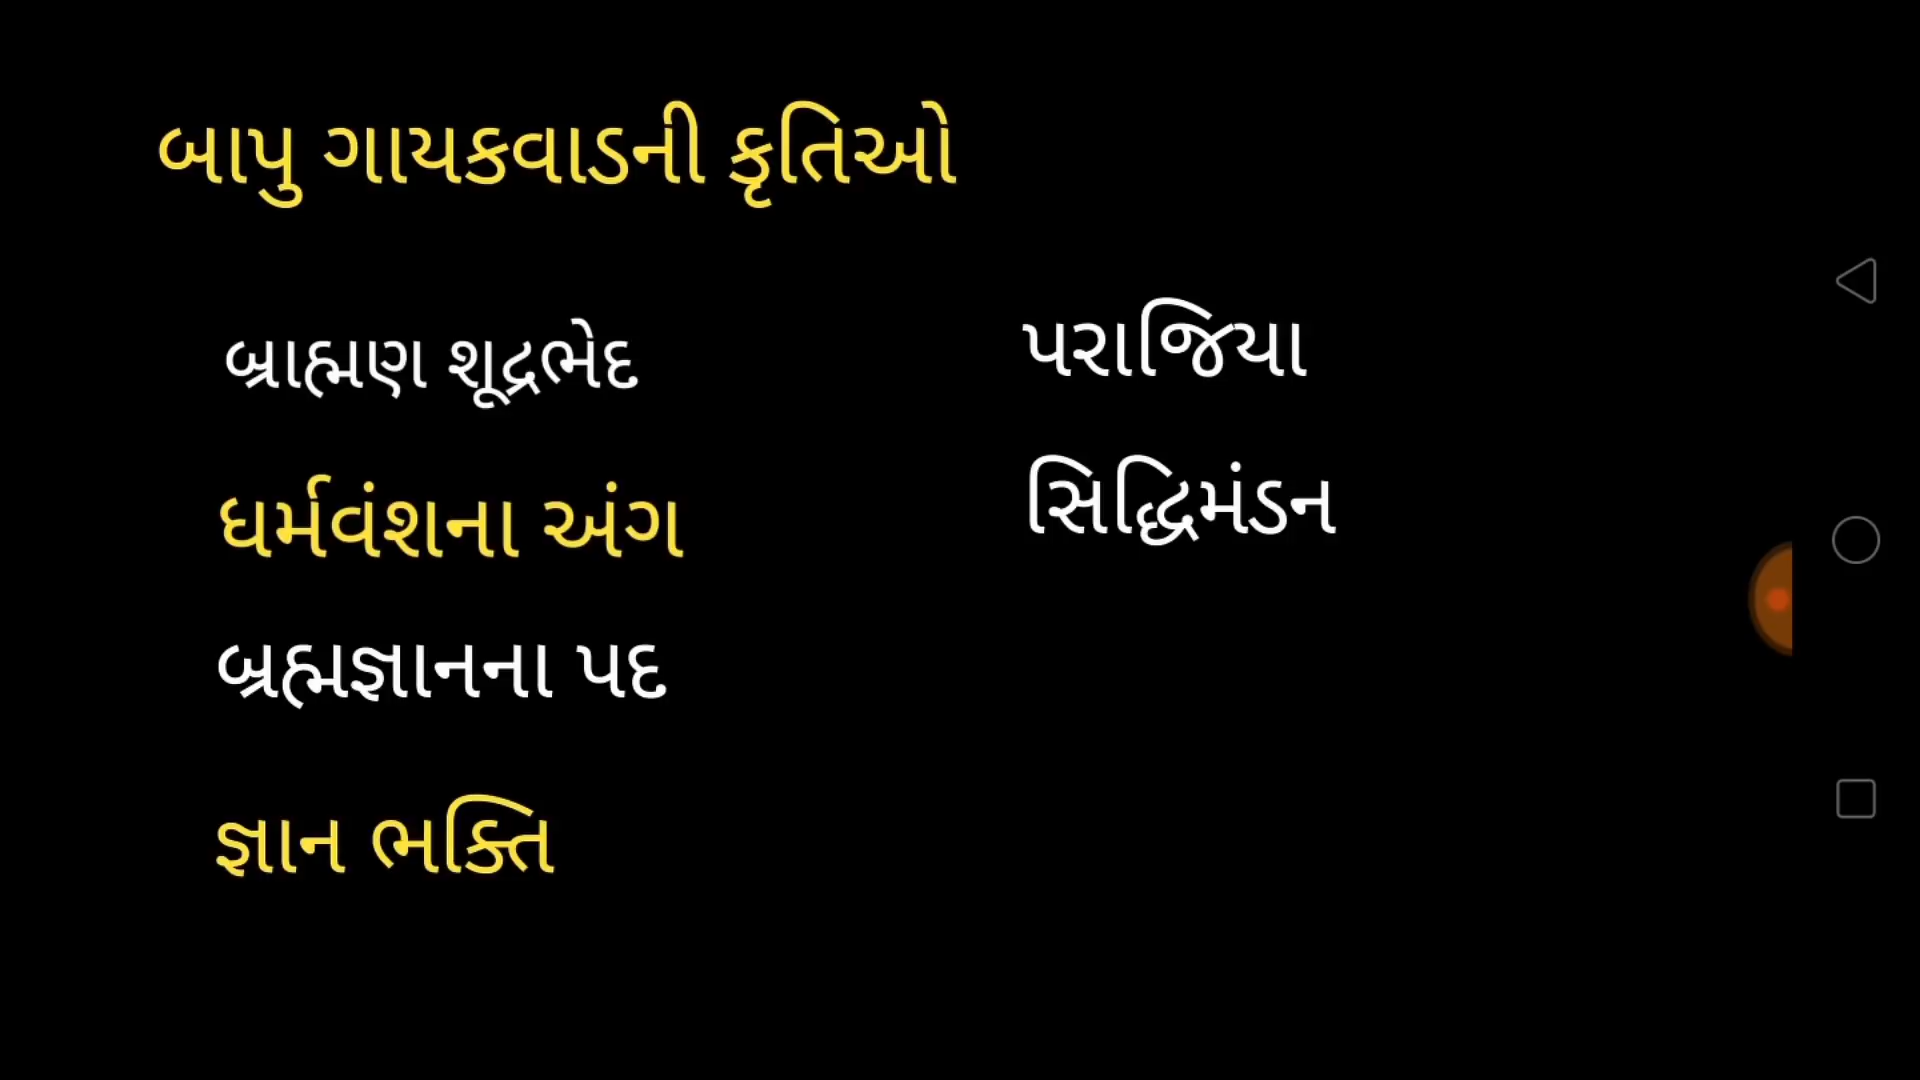 બાપુ ગાયકવાડની કૃતિઓ
બ્રાહ્મણ શૂદ્રભેદ
ધર્મવંશના અંગ
બ્રહ્મજ્ઞાનના પદ
જ્ઞાન ભક્તિ
પરાજિયા
સિદ્ધિમંડન